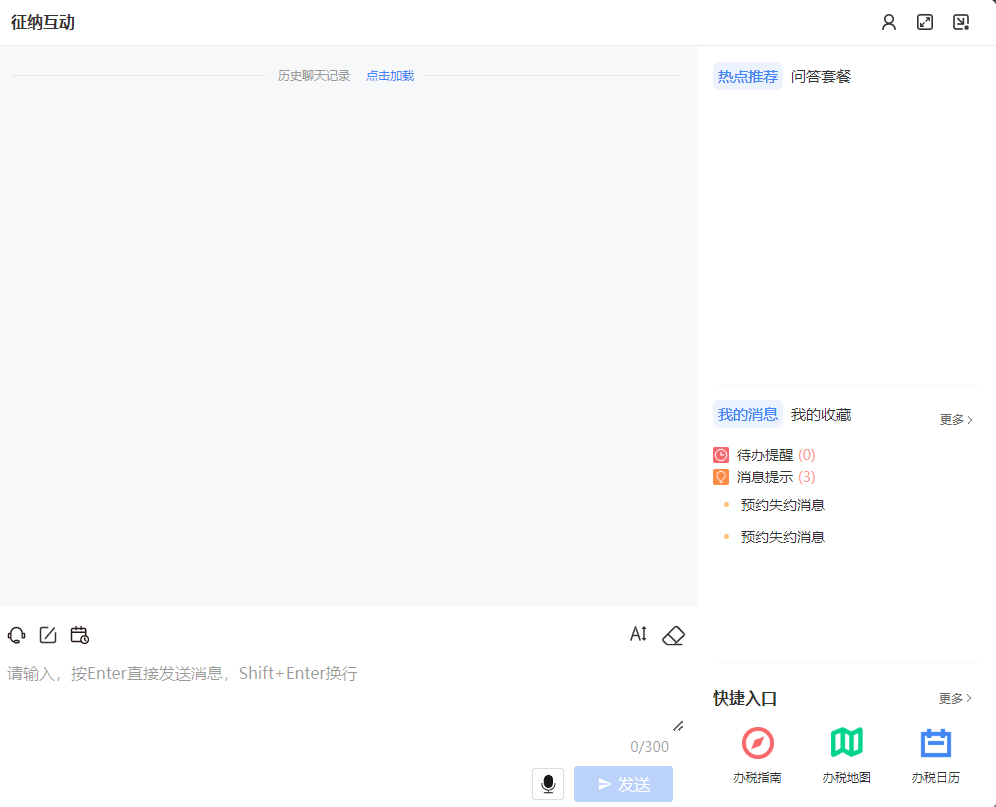 征纳互动
历史聊天记录 点击加载
热点推荐 问答套餐
我的消息 我的收藏 更多
待办提醒 (0)
消息提示 (3)
预约失约消息
预约失约消息
请输入，按Enter直接发送消息，Shift+Enter换行
0/300
发送
快捷入口 更多
办税指南 办税地图 办税日历